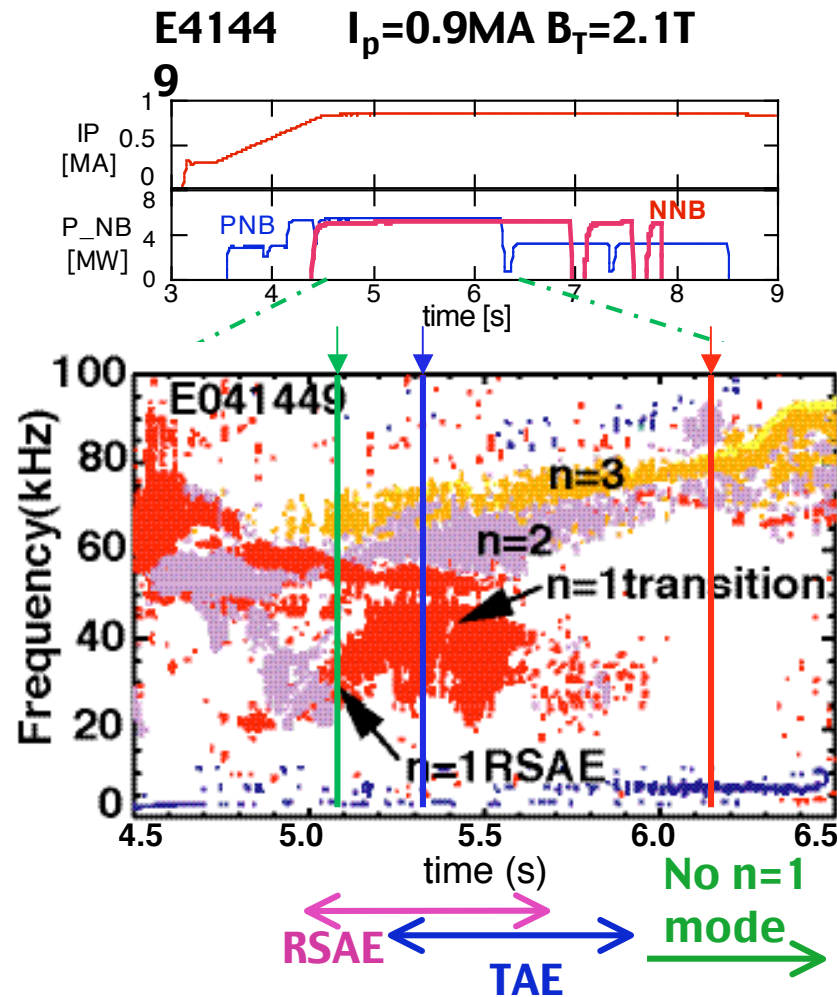 E4144 Ip=0.9MA BT=2.1T
9
1
IP 0.5
[MA]
0
8
PNB NNB
P_NB 4
[MW]
0
3 4 5 6 7 8 9
time [s]
100
E041449
80
n=3
60
n=2
n=1transition
40
20
n=1RSAE
0
Frequency(kHz)
4.5 5.0 5.5 6.0 6.5
time (s)
No n=1
mode
RSAE
TAE